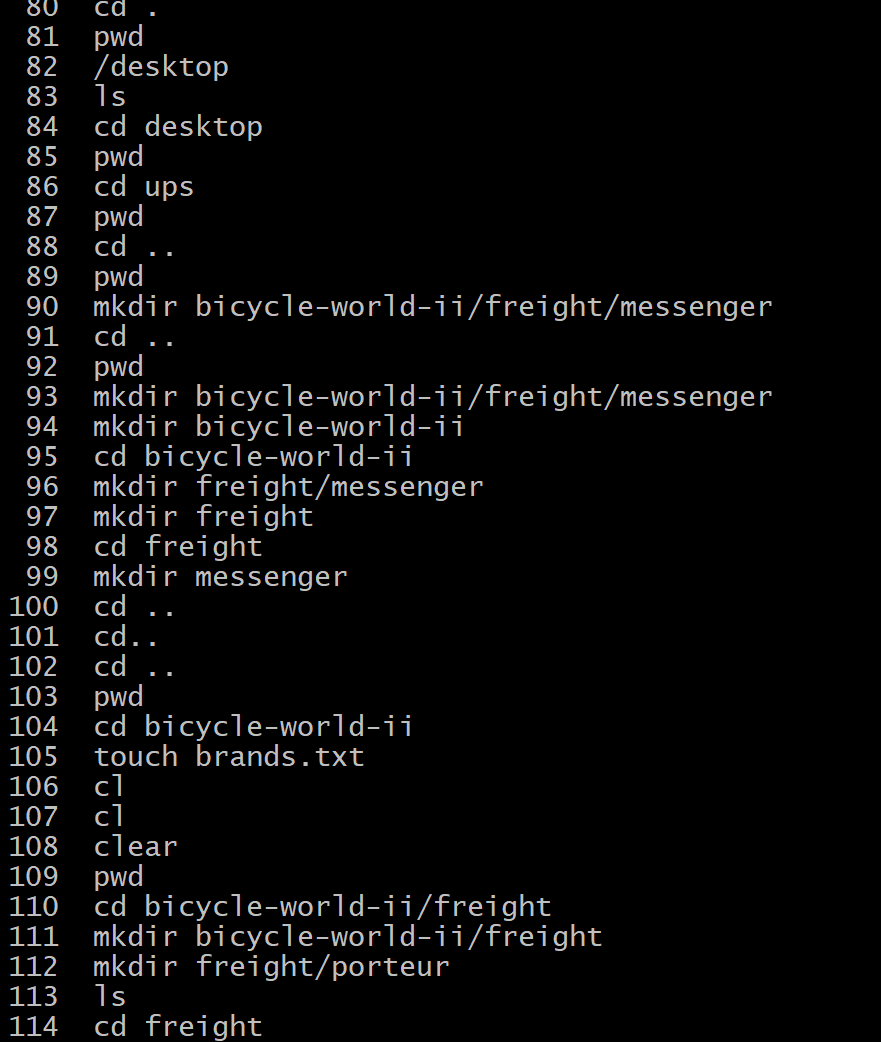 80 cd .
81 pwd
82 /desktop
83 ls
84 cd desktop
85 pwd
86 cd ups
87 pwd
88 cd ..
89 pwd
90 mkdir bicycle-world-ii/freight/messenger
91 cd ..
92 pwd
93 mkdir bicycle-world-ii/freight/messenger
94 mkdir bicycle-world-ii
95 cd bicycle-world-ii
96 mkdir freight/messenger
97 mkdir freight
98 cd freight
99 mkdir messenger
100 cd ..
101 cd..
102 cd ..
103 pwd
104 cd bicycle-world-ii
105 touch brands.txt
106 cl
107 cl
108 clear
109 pwd
110 cd bicycle-world-ii/freight
111 mkdir bicycle-world-ii/freight
112 mkdir freight/porteur
113 ls
114 cd freight